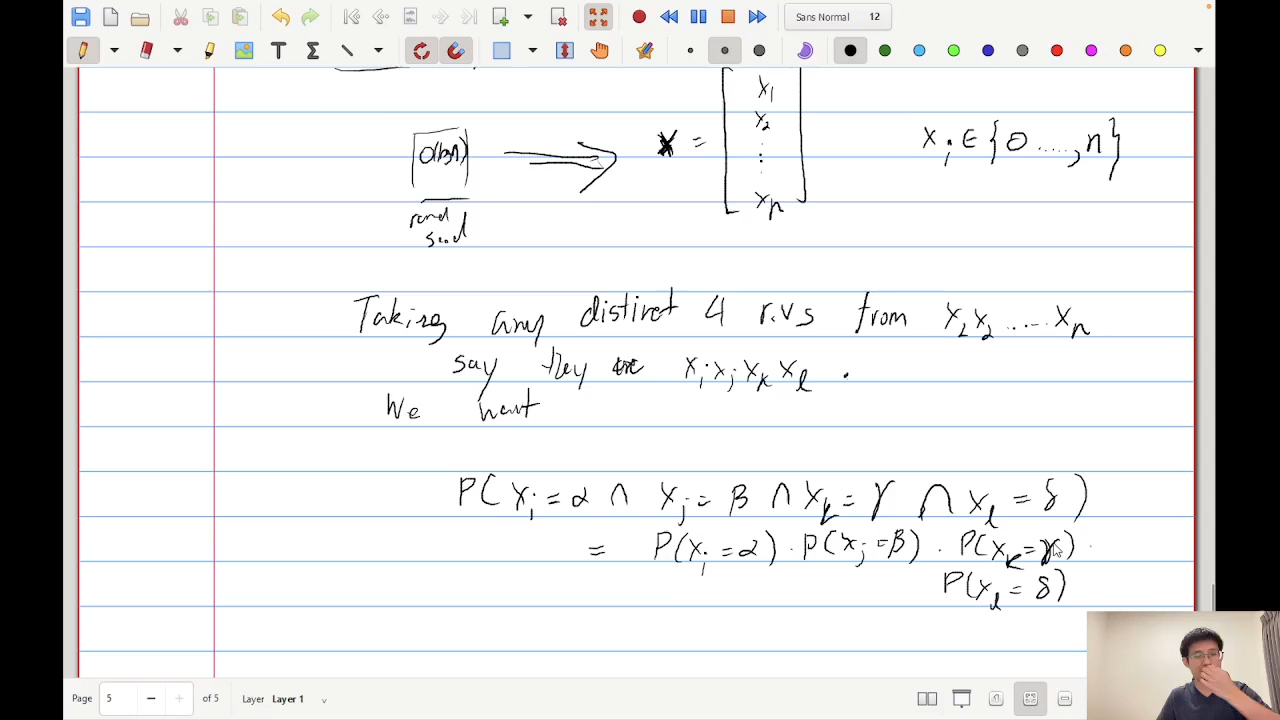 Sans Normal 12
x₁
x₂
⋮
xₙ
O(log n)
X =
xᵢ ∈ {0 ....., n}
rand
seed
Taking any distinct 4 r.v.s from x₁ x₂ ..... xₙ
say they are xᵢ xⱼ xₖ xₗ .
We want
P( xᵢ = α ∩ xⱼ = β ∩ xₖ = γ ∩ xₗ = δ )
= P(xᵢ = α) · P(xⱼ = β) · P(xₖ = γ) ·
P(xₗ = δ)
Page 5 of 5 Layer Layer 1